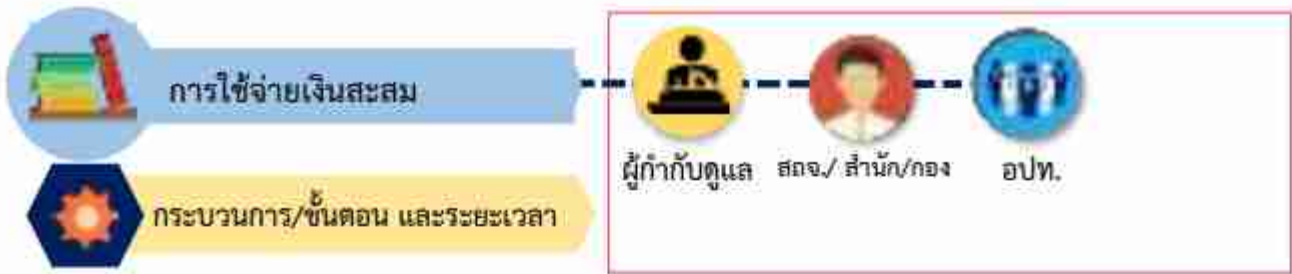 การใช้จ่ายเงินสะสม
ผู้กำกับดูแล สถจ./ สำนัก/กอง อปท.
กระบวนการ/ขั้นตอน และระยะเวลา